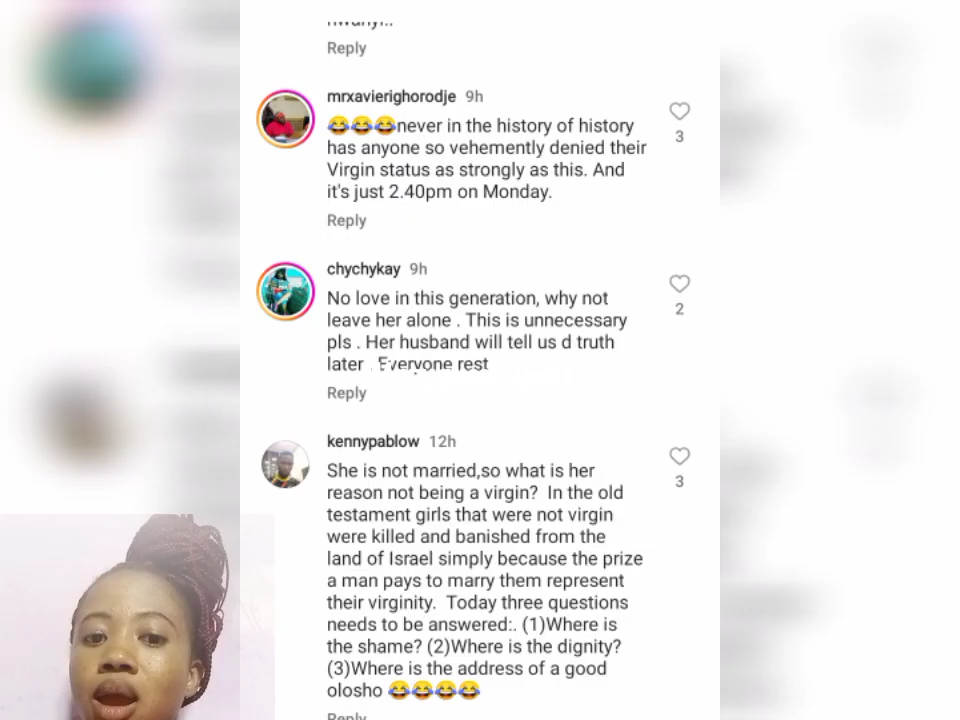 Reply
mrxavierighorodje 9h
😂😂😂never in the history of history
has anyone so vehemently denied their
Virgin status as strongly as this. And
it's just 2.40pm on Monday.
3
Reply
chychykay 9h
No love in this generation, why not
leave her alone . This is unnecessary
pls . Her husband will tell us d truth
later . Everyone rest
2
Reply
kennypablow 12h
She is not married,so what is her
reason not being a virgin?  In the old
testament girls that were not virgin
were killed and banished from the
land of Israel simply because the prize
a man pays to marry them represent
their virginity.  Today three questions
needs to be answered:. (1)Where is
the shame? (2)Where is the dignity?
(3)Where is the address of a good
olosho 😂😂😂😂
3
Reply